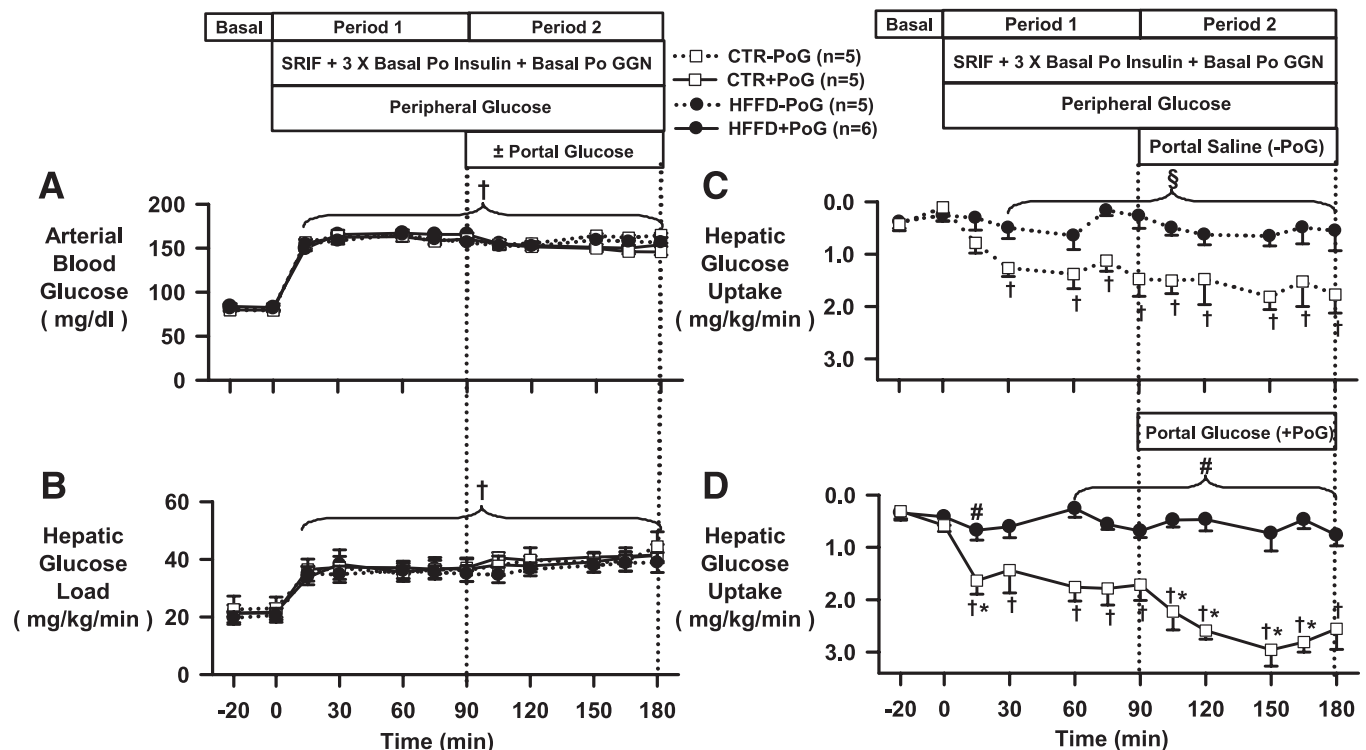 Basal Period 1 Period 2
SRIF + 3 X Basal Po Insulin + Basal Po GGN
Peripheral Glucose
± Portal Glucose
CTR-PoG (n=5)
CTR+PoG (n=5)
HFFD-PoG (n=5)
HFFD+PoG (n=6)
A
Arterial
Blood
Glucose
( mg/dl )
200
150
100
50
0
†
B
Hepatic
Glucose
Load
( mg/kg/min )
60
40
20
0
†
-20 0 30 60 90 120 150 180
Time (min)
Basal Period 1 Period 2
SRIF + 3 X Basal Po Insulin + Basal Po GGN
Peripheral Glucose
Portal Saline (-PoG)
C
Hepatic
Glucose
Uptake
( mg/kg/min )
0.0
1.0
2.0
3.0
§
† † † † † † † † †
Portal Glucose (+PoG)
D
Hepatic
Glucose
Uptake
( mg/kg/min )
0.0
1.0
2.0
3.0
# #
†* † † † † †* †* †* †* †
-20 0 30 60 90 120 150 180
Time (min)